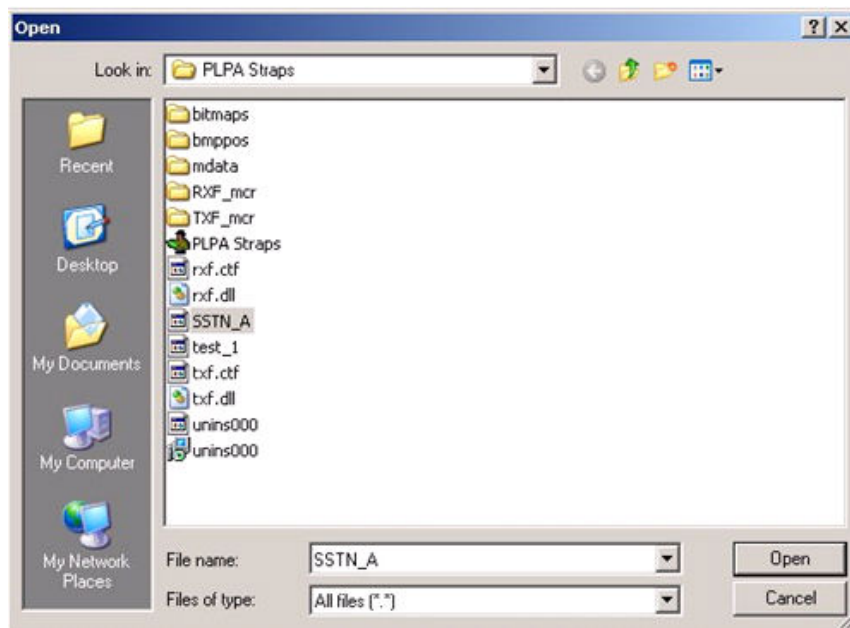 Open
Look in: PLPA Straps
Recent
Desktop
My Documents
My Computer
My Network
Places
bitmaps
bmppos
mdata
RXF_mcr
TXF_mcr
PLPA Straps
rxf.ctf
rxf.dll
SSTN_A
test_1
txf.ctf
txf.dll
unins000
unins000
File name: SSTN_A Open
Files of type: All files (*.*) Cancel